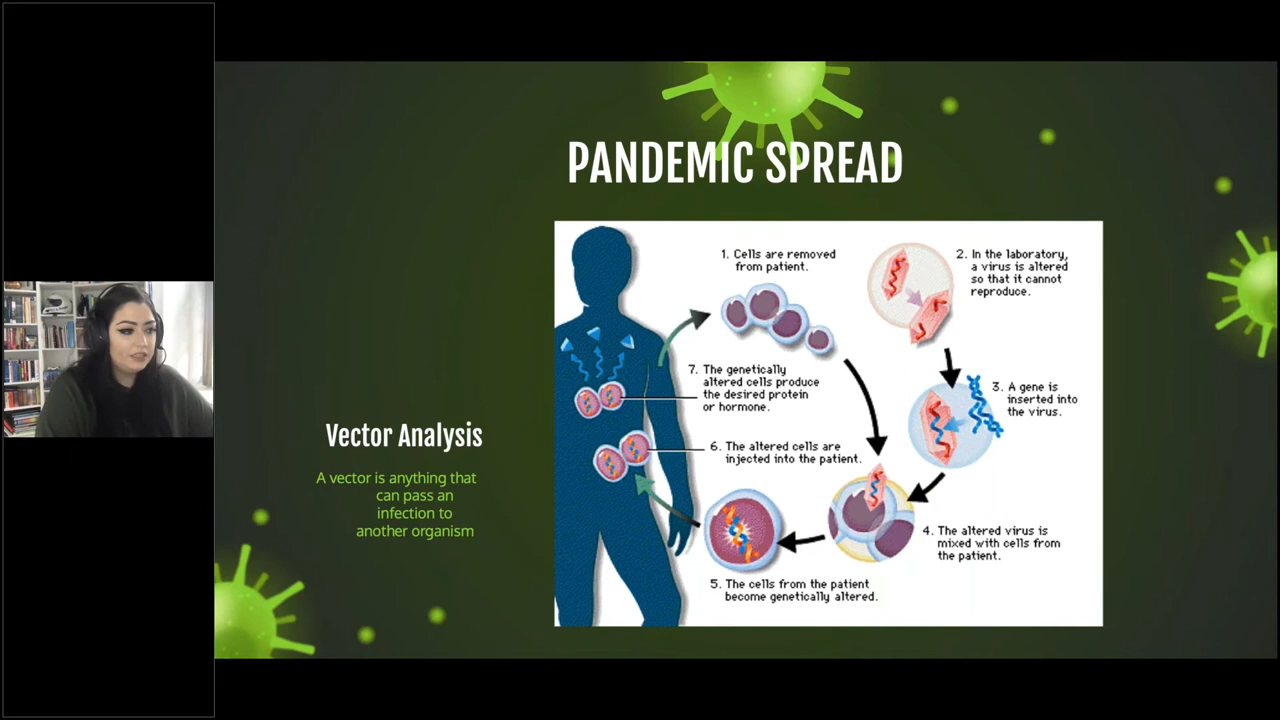 PANDEMIC SPREAD
Vector Analysis
A vector is anything that
can pass an
infection to
another organism
1. Cells are removed
from patient.
2. In the laboratory,
a virus is altered
so that it cannot
reproduce.
3. A gene is
inserted into
the virus.
4. The altered virus is
mixed with cells from
the patient.
5. The cells from the patient
become genetically altered.
6. The altered cells are
injected into the patient.
7. The genetically
altered cells produce
the desired protein
or hormone.